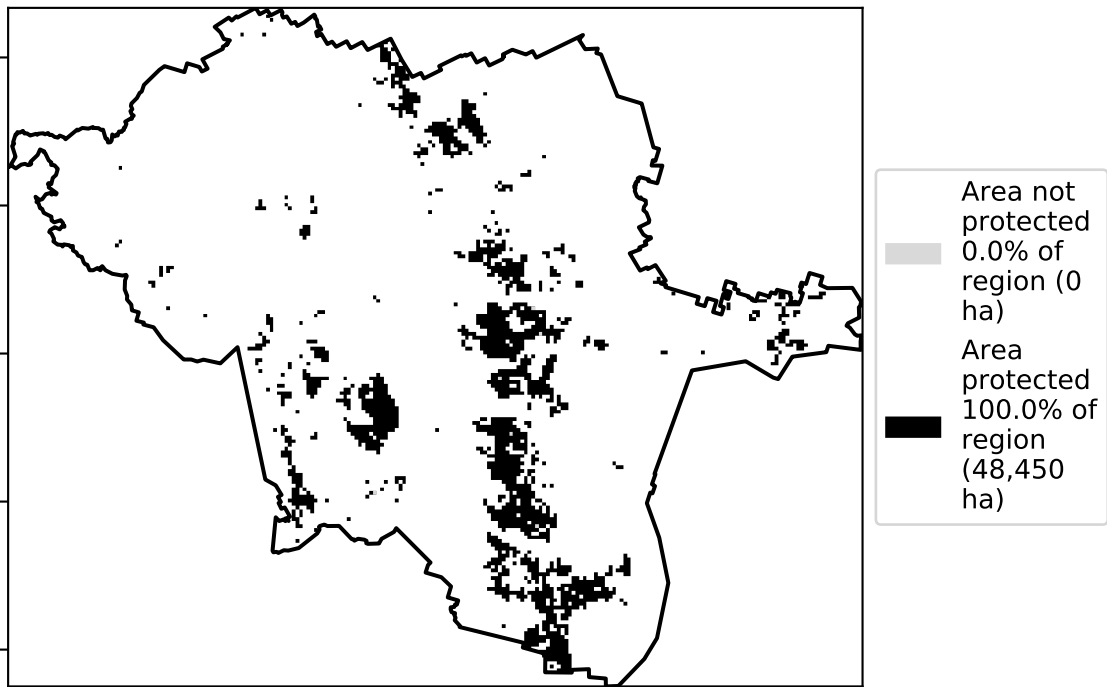 Area not
protected
0.0% of
region (0
ha)
Area
protected
100.0% of
region
(48,450
ha)